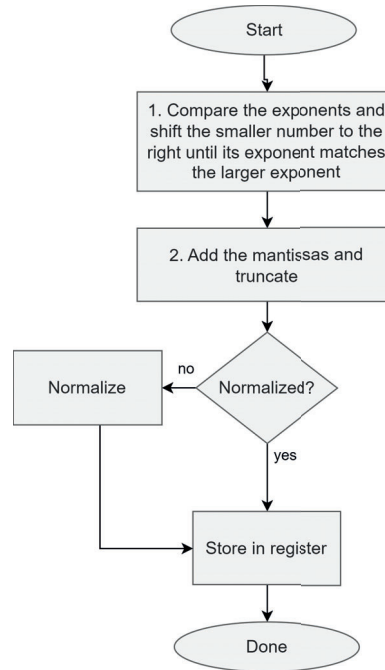 Start
1. Compare the exponents and
shift the smaller number to the
right until its exponent matches
the larger exponent
2. Add the mantissas and
truncate
Normalize
no
Normalized?
yes
Store in register
Done